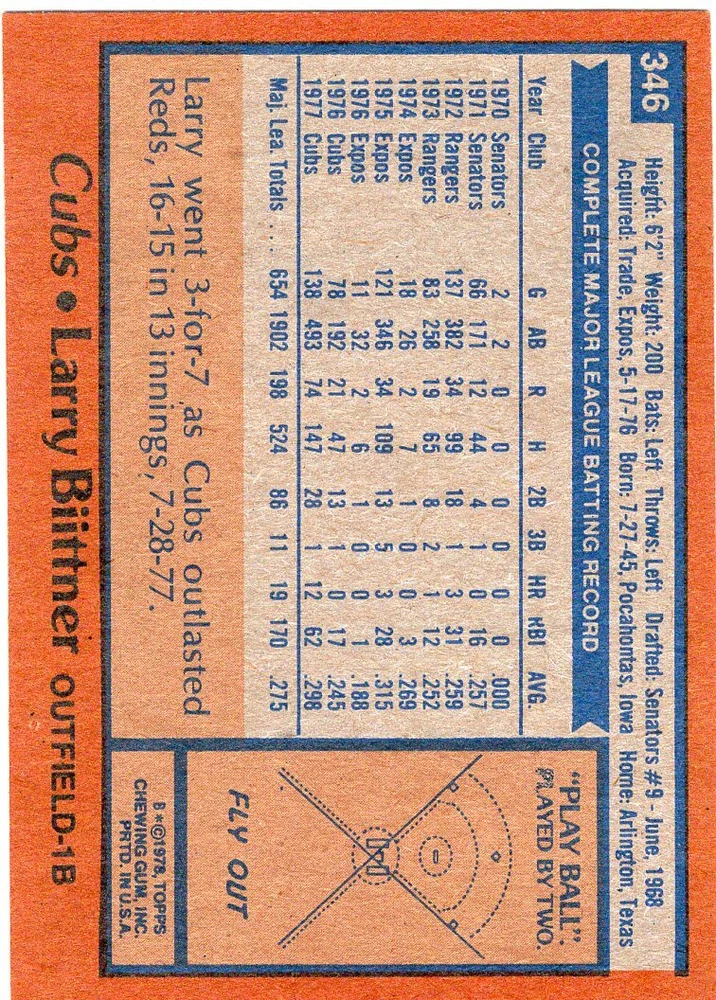 346
Height: 6'2" Weight: 200 Bats: Left Throws: Left Drafted: Senators #9 - June, 1968
Acquired: Trade, Expos, 5-17-76 Born: 7-27-45, Pocahontas, Iowa Home: Arlington, Texas
COMPLETE MAJOR LEAGUE BATTING RECORD
Year Club G AB R H 2B 3B HR RBI AVG.
1970 Senators 2 2 0 0 0 0 0 0 .000
1971 Senators 66 171 12 44 4 1 0 16 .257
1972 Rangers 137 382 34 99 18 1 3 31 .259
1973 Rangers 83 258 19 65 8 2 1 12 .252
1974 Expos 18 26 2 7 1 0 0 3 .269
1975 Expos 121 346 34 109 13 5 3 28 .315
1976 Expos 11 32 2 6 1 0 0 1 .188
1976 Cubs 78 192 21 47 13 1 0 17 .245
1977 Cubs 138 493 74 147 28 1 12 62 .298
Maj. Lea. Totals . . . 654 1902 198 524 86 11 19 170 .275
Larry went 3-for-7 as Cubs outlasted
Reds, 16-15 in 13 innings, 7-28-77.
"PLAY BALL".
PLAYED BY TWO.
FLY OUT
B*©1978, TOPPS
CHEWING GUM, INC.
PRTD. IN U.S.A.
Cubs • Larry Biittner OUTFIELD-1B